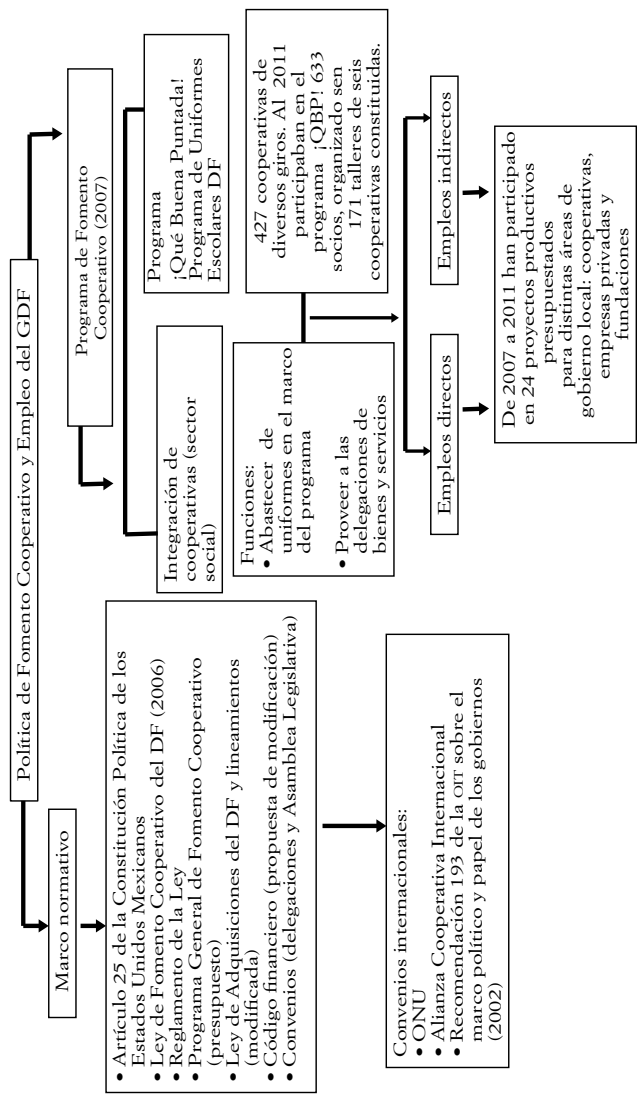 Política de Fomento Cooperativo y Empleo del GDF
Marco normativo
• Artículo 25 de la Constitución Política de los
Estados Unidos Mexicanos
• Ley de Fomento Cooperativo del DF (2006)
• Reglamento de la Ley
• Programa General de Fomento Cooperativo
(presupuesto)
• Ley de Adquisiciones del DF y lineamientos
(modificada)
• Código financiero (propuesta de modificación)
• Convenios (delegaciones y Asamblea Legislativa)
Convenios internacionales:
• ONU
• Alianza Cooperativa Internacional
• Recomendación 193 de la OIT sobre el
marco político y papel de los gobiernos
(2002)
Programa de Fomento
Cooperativo (2007)
Integración de
cooperativas (sector
social)
Programa
¡Qué Buena Puntada!
Programa de Uniformes
Escolares DF
Funciones:
• Abastecer de
uniformes en el marco
del programa
• Proveer a las
delegaciones de
bienes y servicios
427 cooperativas de
diversos giros. Al 2011
participaban en el
programa ¡QBP! 633
socios, organizado sen
171 talleres de seis
cooperativas constituidas.
Empleos directos
Empleos indirectos
De 2007 a 2011 han participado
en 24 proyectos productivos
presupuestados
para distintas áreas de
gobierno local: cooperativas,
empresas privadas y
fundaciones